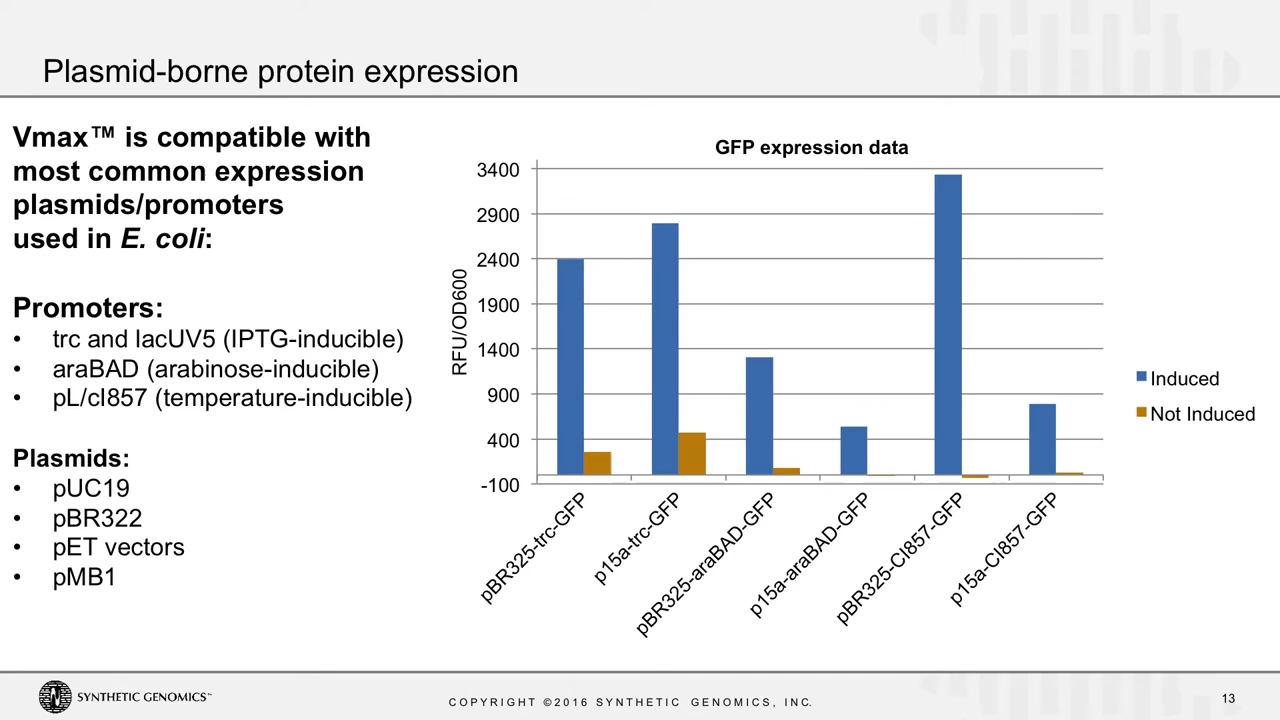 Plasmid-borne protein expression
Vmax™ is compatible with
most common expression
plasmids/promoters
used in E. coli:
Promoters:
• trc and lacUV5 (IPTG-inducible)
• araBAD (arabinose-inducible)
• pL/cI857 (temperature-inducible)
Plasmids:
• pUC19
• pBR322
• pET vectors
• pMB1
GFP expression data
RFU/OD600
3400
2900
2400
1900
1400
900
400
-100
pBR325-trc-GFP
p15a-trc-GFP
pBR325-araBAD-GFP
p15a-araBAD-GFP
pBR325-CI857-GFP
p15a-CI857-GFP
Induced
Not Induced
SYNTHETIC GENOMICS™
COPYRIGHT ©2016 SYNTHETIC GENOMICS, INC.
13